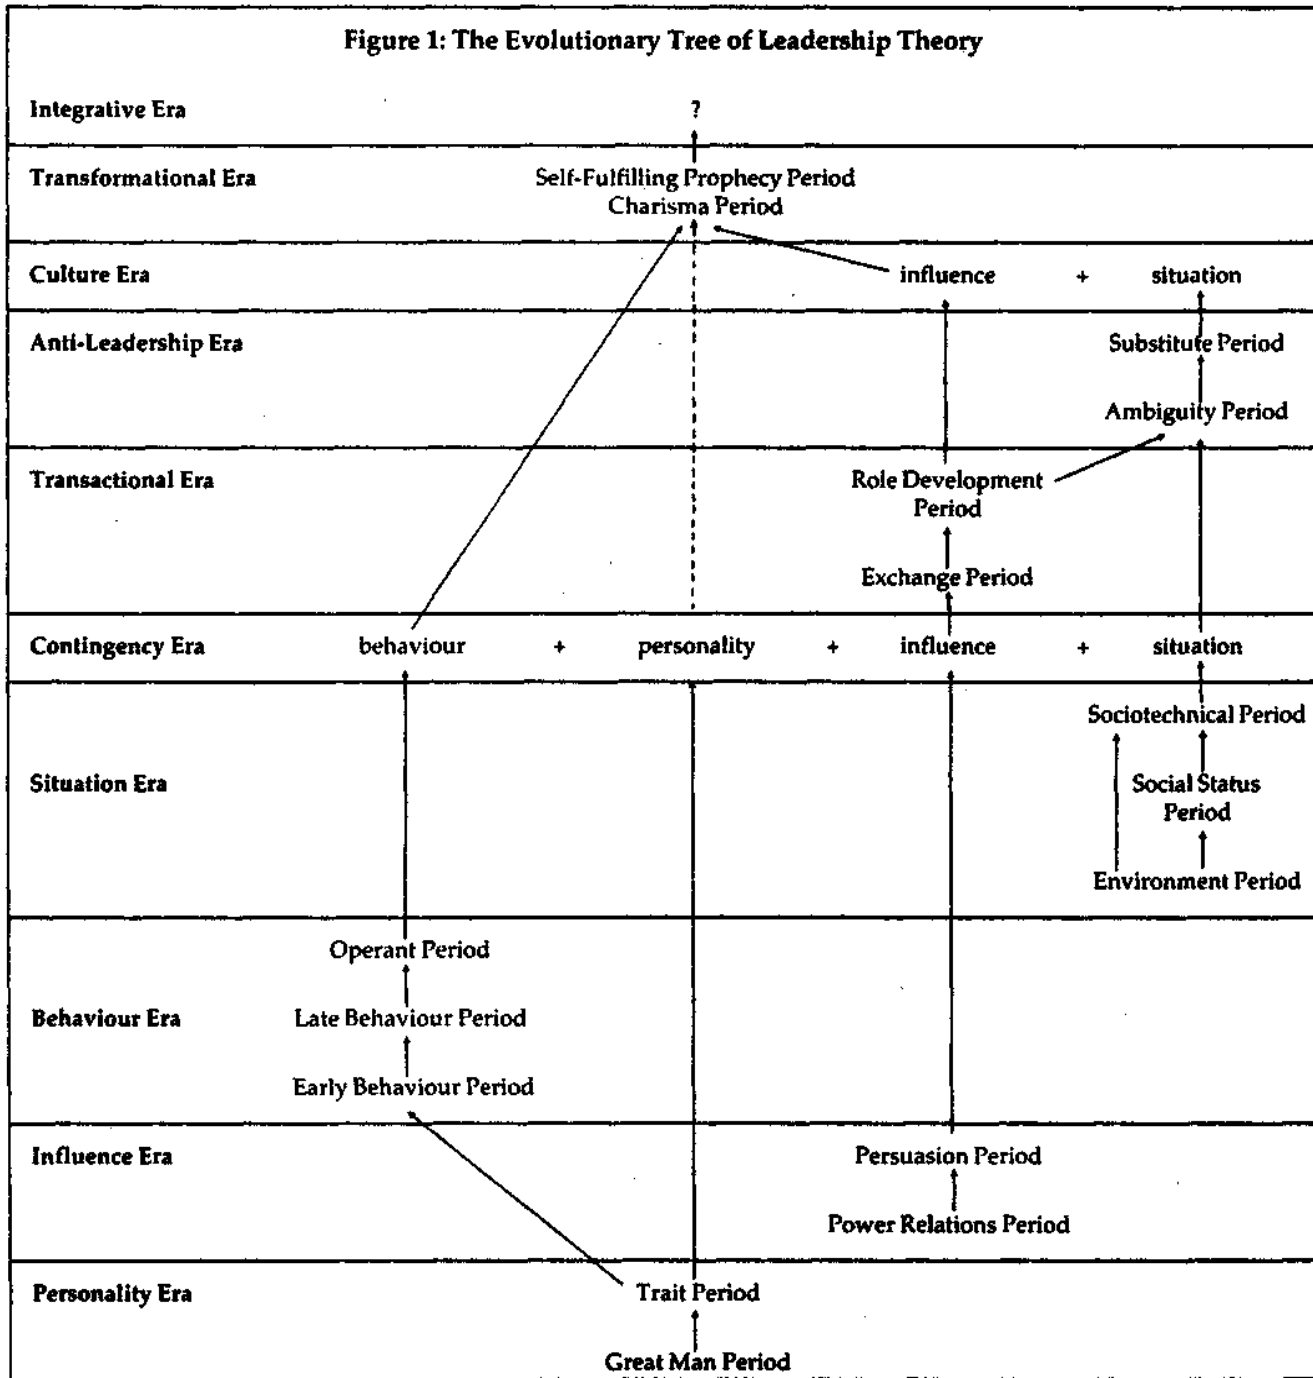 Figure 1: The Evolutionary Tree of Leadership Theory
Integrative Era ?
Transformational Era Self-Fulfilling Prophecy Period
Charisma Period
Culture Era influence + situation
Anti-Leadership Era Substitute Period
Ambiguity Period
Transactional Era Role Development
Period
Exchange Period
Contingency Era behaviour + personality + influence + situation
Sociotechnical Period
Situation Era Social Status
Period
Environment Period
Operant Period
Behaviour Era Late Behaviour Period
Early Behaviour Period
Influence Era Persuasion Period
Power Relations Period
Personality Era Trait Period
Great Man Period